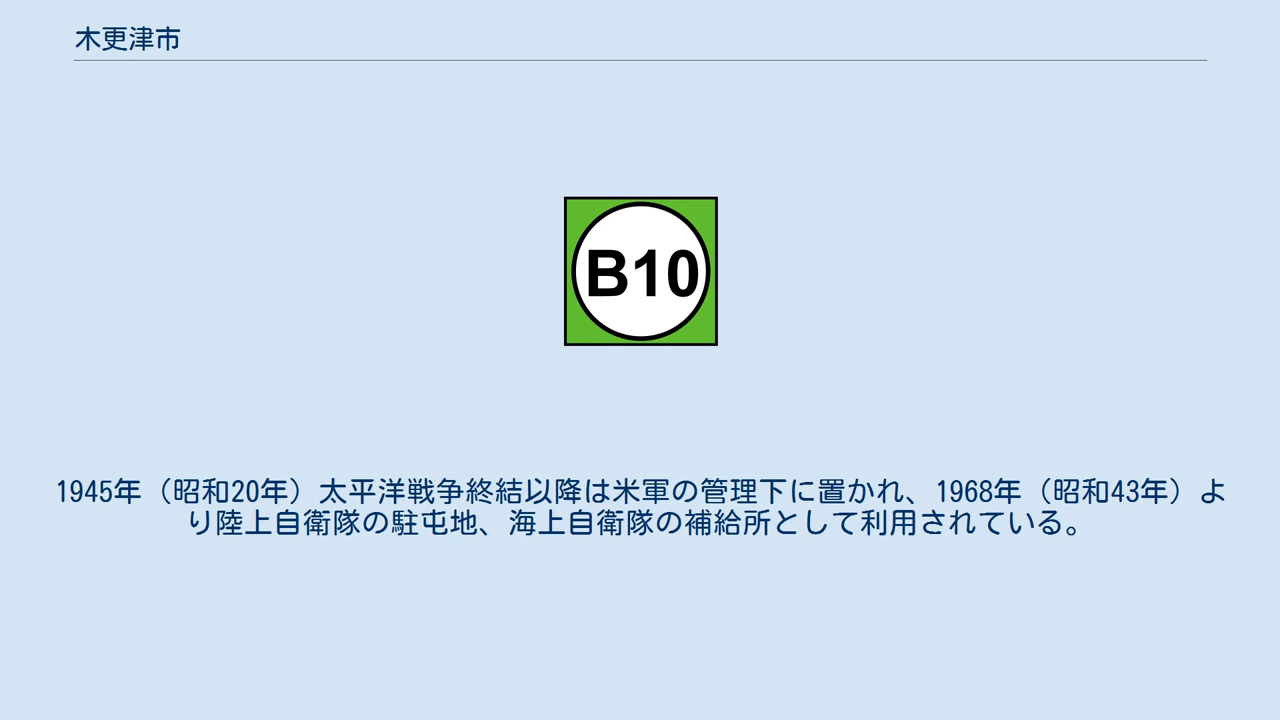 木更津市
B10
1945年（昭和20年）太平洋戦争終結以降は米軍の管理下に置かれ、1968年（昭和43年）よ
り陸上自衛隊の駐屯地、海上自衛隊の補給所として利用されている。